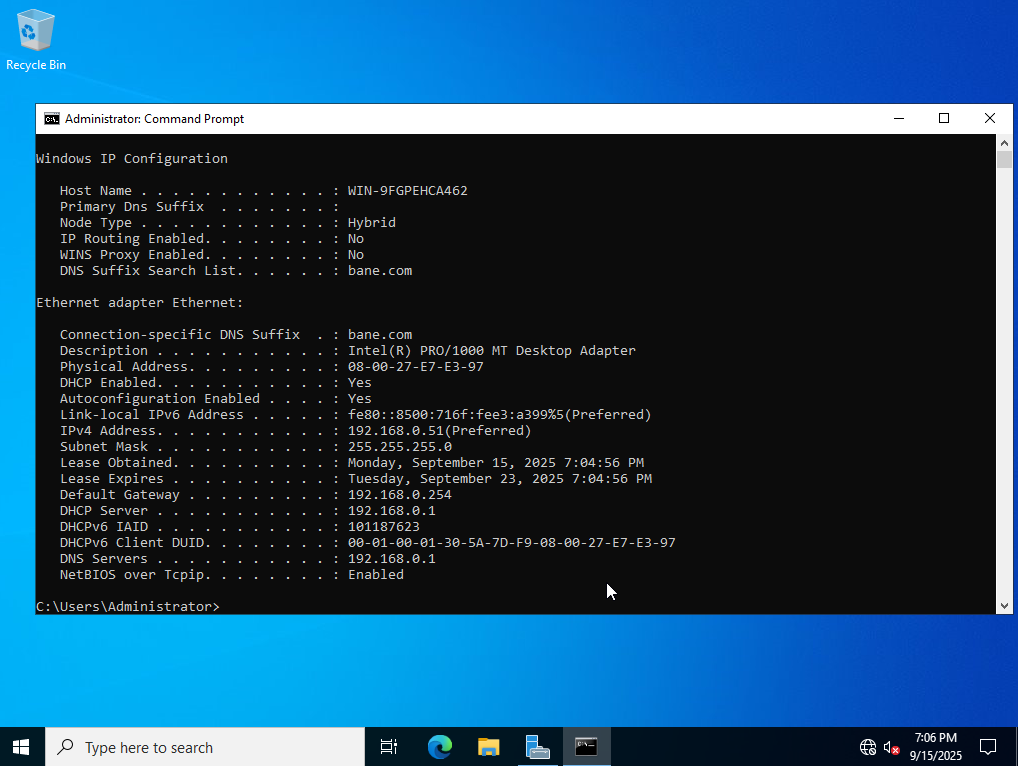 Recycle Bin
Administrator: Command Prompt
Windows IP Configuration
Host Name . . . . . . . . . . . . : WIN-9FGPEHCA462
Primary Dns Suffix  . . . . . . . :
Node Type . . . . . . . . . . . . : Hybrid
IP Routing Enabled. . . . . . . . : No
WINS Proxy Enabled. . . . . . . . : No
DNS Suffix Search List. . . . . . : bane.com
Ethernet adapter Ethernet:
Connection-specific DNS Suffix  . : bane.com
Description . . . . . . . . . . . : Intel(R) PRO/1000 MT Desktop Adapter
Physical Address. . . . . . . . . : 08-00-27-E7-E3-97
DHCP Enabled. . . . . . . . . . . : Yes
Autoconfiguration Enabled . . . . : Yes
Link-local IPv6 Address . . . . . : fe80::8500:716f:fee3:a399%5(Preferred)
IPv4 Address. . . . . . . . . . . : 192.168.0.51(Preferred)
Subnet Mask . . . . . . . . . . . : 255.255.255.0
Lease Obtained. . . . . . . . . . : Monday, September 15, 2025 7:04:56 PM
Lease Expires . . . . . . . . . . : Tuesday, September 23, 2025 7:04:56 PM
Default Gateway . . . . . . . . . : 192.168.0.254
DHCP Server . . . . . . . . . . . : 192.168.0.1
DHCPv6 IAID . . . . . . . . . . . : 101187623
DHCPv6 Client DUID. . . . . . . . : 00-01-00-01-30-5A-7D-F9-08-00-27-E7-E3-97
DNS Servers . . . . . . . . . . . : 192.168.0.1
NetBIOS over Tcpip. . . . . . . . : Enabled
C:\Users\Administrator>
Type here to search
7:06 PM
9/15/2025